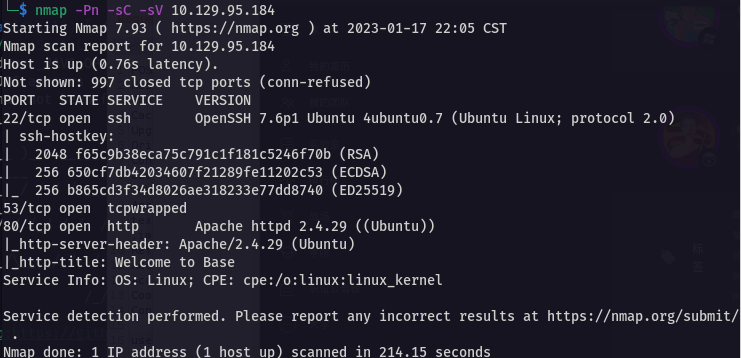 └─$ nmap -Pn -sC -sV 10.129.95.184
Starting Nmap 7.93 ( https://nmap.org ) at 2023-01-17 22:05 CST
Nmap scan report for 10.129.95.184
Host is up (0.76s latency).
Not shown: 997 closed tcp ports (conn-refused)
PORT   STATE SERVICE    VERSION
22/tcp open  ssh        OpenSSH 7.6p1 Ubuntu 4ubuntu0.7 (Ubuntu Linux; protocol 2.0)
| ssh-hostkey:
|   2048 f65c9b38eca75c791c1f181c5246f70b (RSA)
|   256 650cf7db42034607f21289fe11202c53 (ECDSA)
|_  256 b865cd3f34d8026ae318233e77dd8740 (ED25519)
53/tcp open  tcpwrapped
80/tcp open  http       Apache httpd 2.4.29 ((Ubuntu))
|_http-server-header: Apache/2.4.29 (Ubuntu)
|_http-title: Welcome to Base
Service Info: OS: Linux; CPE: cpe:/o:linux:linux_kernel
Service detection performed. Please report any incorrect results at https://nmap.org/submit/
.
Nmap done: 1 IP address (1 host up) scanned in 214.15 seconds